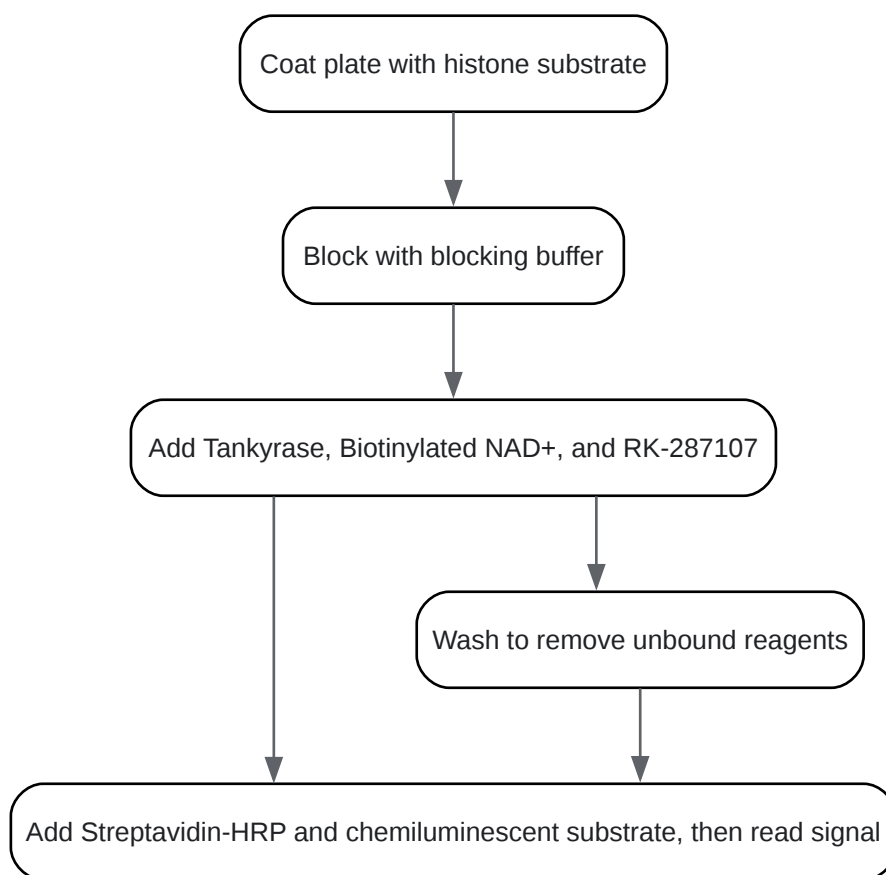 Coat plate with histone substrate
Block with blocking buffer
Add Tankyrase, Biotinylated NAD+, and RK-287107
Wash to remove unbound reagents
Add Streptavidin-HRP and chemiluminescent substrate, then read signal